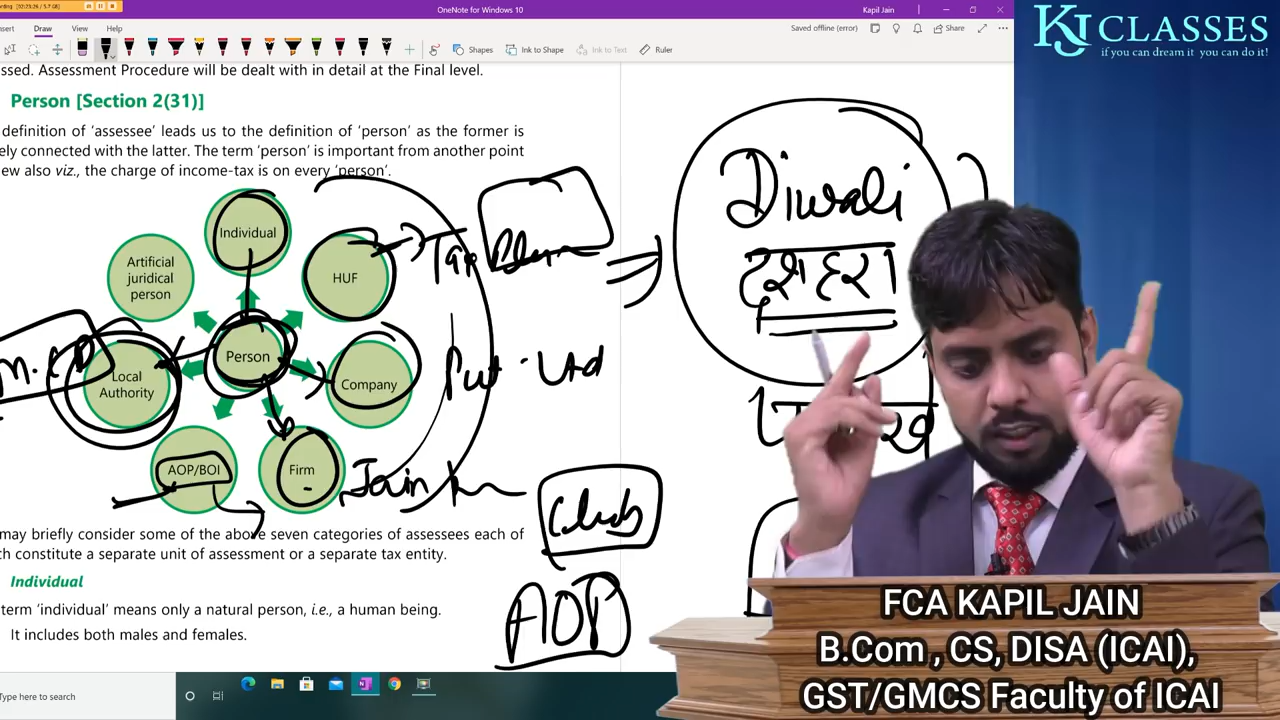 OneNote for Windows 10
Kapil Jain
Draw
View
Help
Saved offline (error)
Share
Shapes
Ink to Shape
Ink to Text
Ruler
KJ CLASSES
if you can dream it you can do it!
ssed. Assessment Procedure will be dealt with in detail at the Final level.
Person [Section 2(31)]
definition of 'assessee' leads us to the definition of 'person' as the former is
ely connected with the latter. The term 'person' is important from another point
ew also viz., the charge of income-tax is on every 'person'.
Individual
Artificial
juridical
person
HUF
Tax
Diwali
दशहरा
Person
Local
Authority
Company
Pvt. Ltd
AOP/BOI
Firm
Jain
Club
AOP
may briefly consider some of the above seven categories of assessees each of
h constitute a separate unit of assessment or a separate tax entity.
Individual
term 'individual' means only a natural person, i.e., a human being.
It includes both males and females.
ype here to search
FCA KAPIL JAIN
B.Com , CS, DISA (ICAI),
GST/GMCS Faculty of ICAI